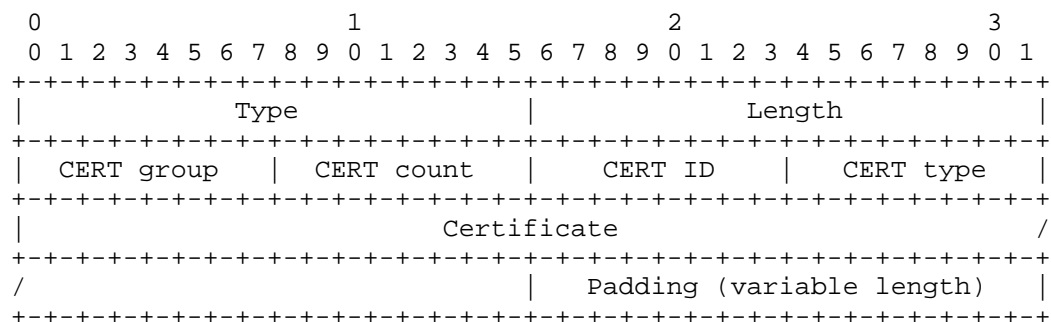 0                   1                   2                   3
 0 1 2 3 4 5 6 7 8 9 0 1 2 3 4 5 6 7 8 9 0 1 2 3 4 5 6 7 8 9 0 1
+-+-+-+-+-+-+-+-+-+-+-+-+-+-+-+-+-+-+-+-+-+-+-+-+-+-+-+-+-+-+-+-+
|             Type              |             Length            |
+-+-+-+-+-+-+-+-+-+-+-+-+-+-+-+-+-+-+-+-+-+-+-+-+-+-+-+-+-+-+-+-+
|  CERT group   |  CERT count   |    CERT ID    |   CERT type   |
+-+-+-+-+-+-+-+-+-+-+-+-+-+-+-+-+-+-+-+-+-+-+-+-+-+-+-+-+-+-+-+-+
|                          Certificate                          /
+-+-+-+-+-+-+-+-+-+-+-+-+-+-+-+-+-+-+-+-+-+-+-+-+-+-+-+-+-+-+-+-+
/                               |   Padding (variable length)   |
+-+-+-+-+-+-+-+-+-+-+-+-+-+-+-+-+-+-+-+-+-+-+-+-+-+-+-+-+-+-+-+-+